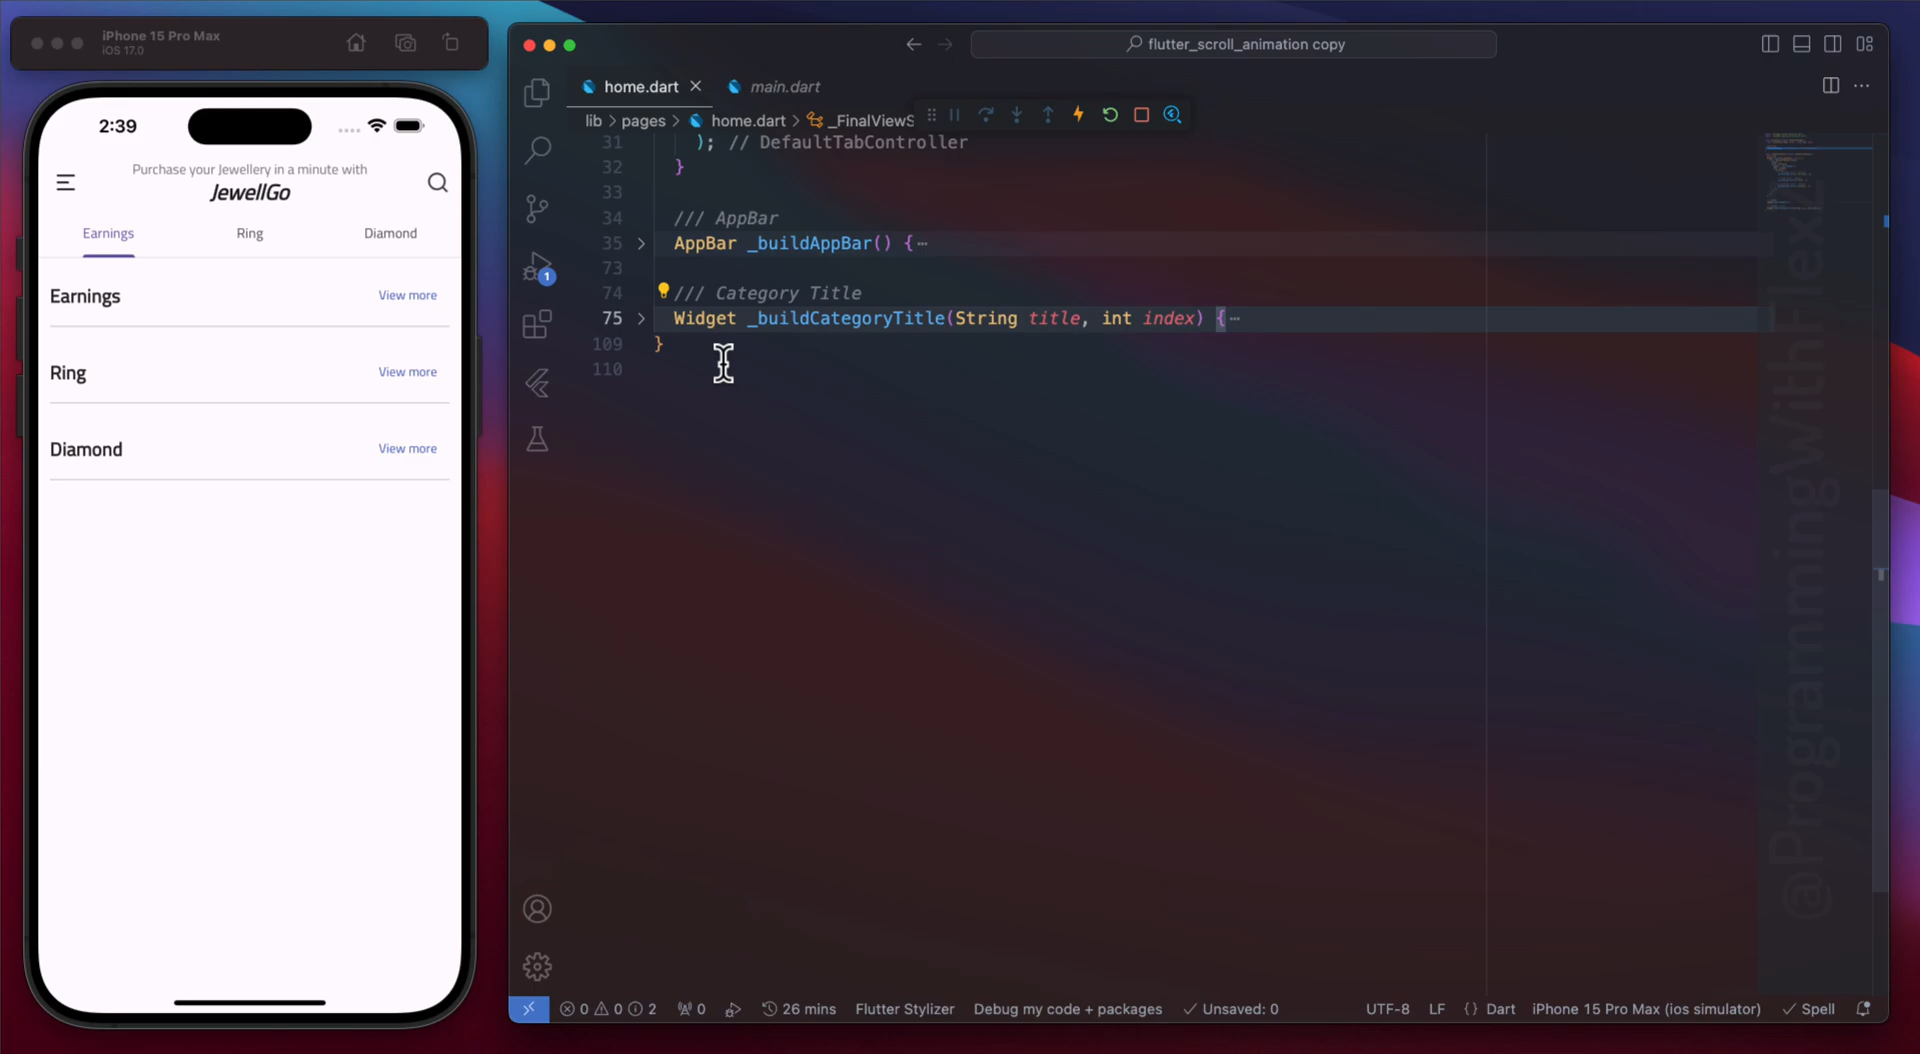 iPhone 15 Pro Max
iOS 17.0
2:39
Purchase your Jewellery in a minute with
JewellGo
Earnings
Ring
Diamond
Earnings
View more
Ring
View more
Diamond
View more
flutter_scroll_animation copy
home.dart
main.dart
lib > pages > home.dart > _FinalViewS
31 ); // DefaultTabController
32 }
33
34 /// AppBar
35 AppBar _buildAppBar() {⋯
73
74 /// Category Title
75 Widget _buildCategoryTitle(String title, int index) {⋯
109 }
110
1
@ProgrammingWithFlexz
0 0 2 0 26 mins Flutter Stylizer Debug my code + packages Unsaved: 0 UTF-8 LF {} Dart iPhone 15 Pro Max (ios simulator) Spell